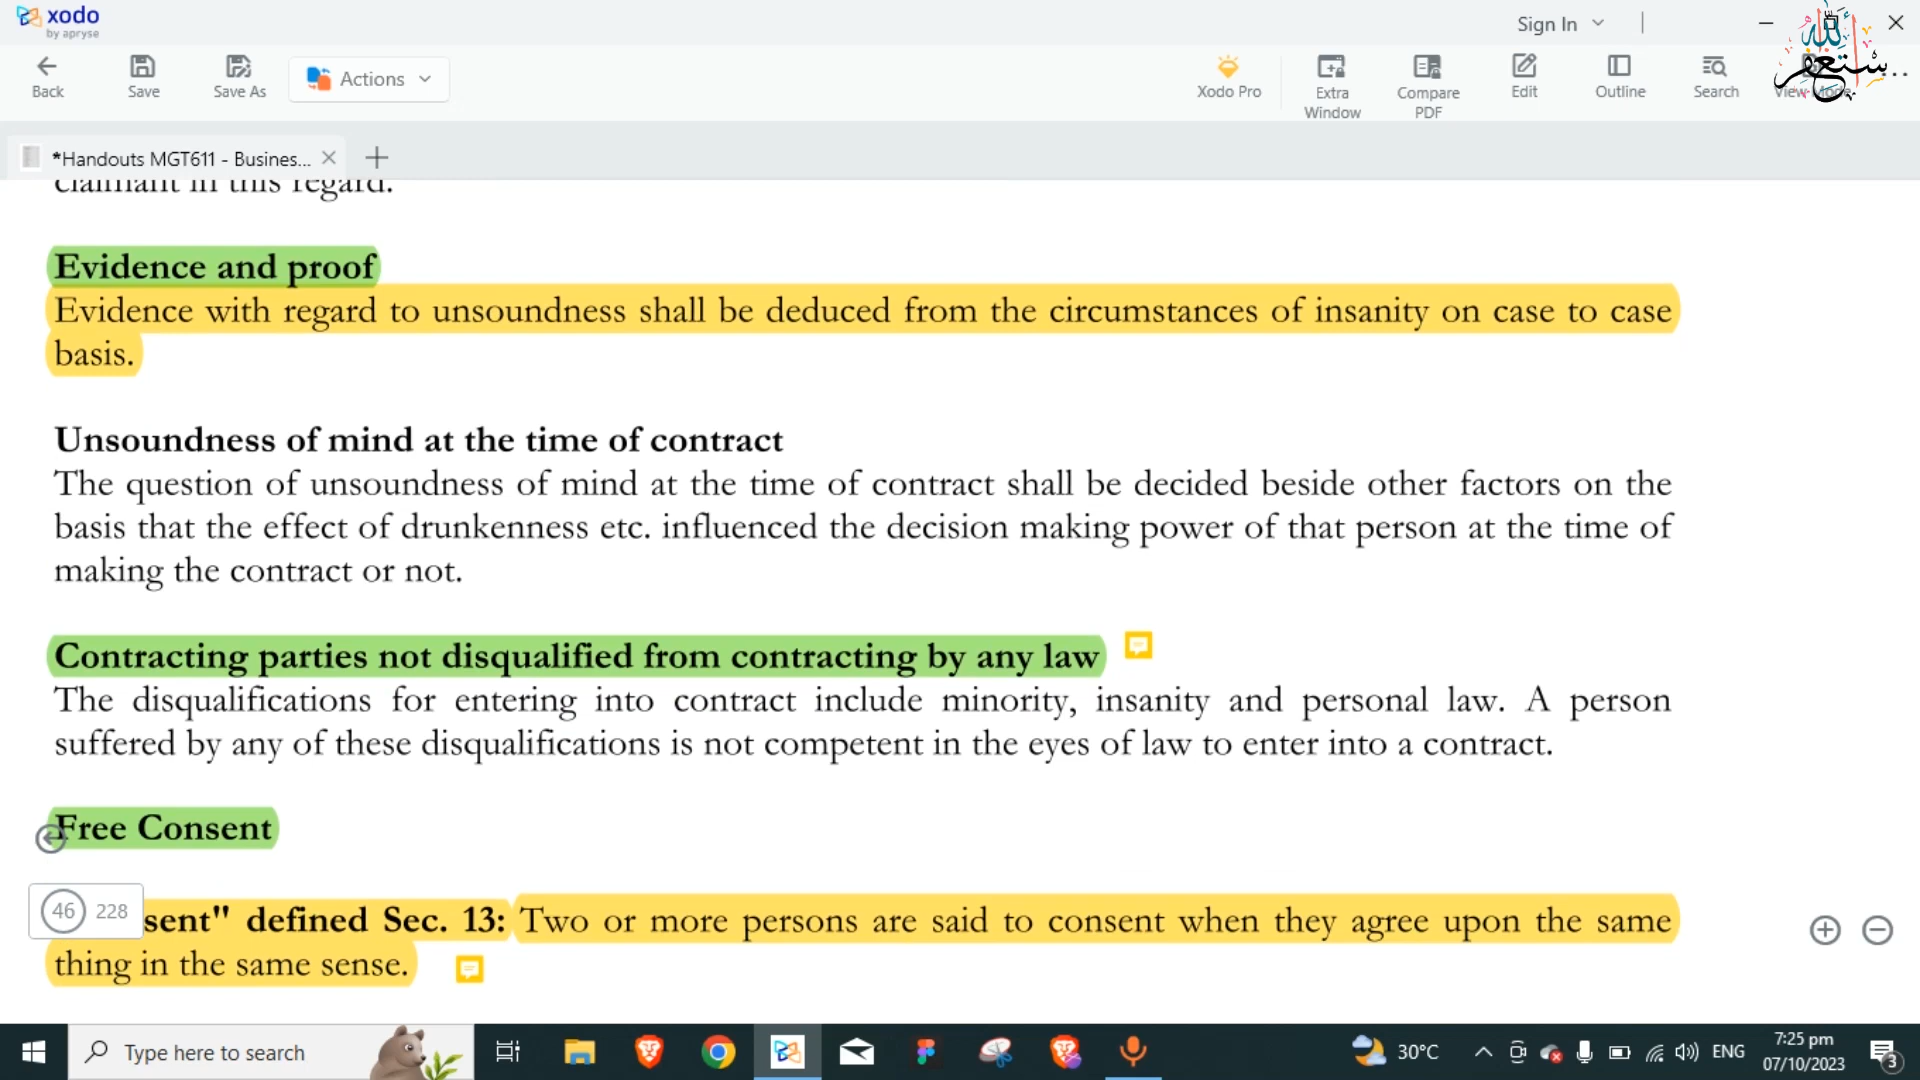 xodo
by apryse
Sign In
Back
Save
Save As
Actions
Xodo Pro
Extra Window
Compare PDF
Edit
Outline
Search
View Mode
أستغفر الله
*Handouts MGT611 - Busines...
claimant in this regard.
Evidence and proof
Evidence with regard to unsoundness shall be deduced from the circumstances of insanity on case to case
basis.
Unsoundness of mind at the time of contract
The question of unsoundness of mind at the time of contract shall be decided beside other factors on the
basis that the effect of drunkenness etc. influenced the decision making power of that person at the time of
making the contract or not.
Contracting parties not disqualified from contracting by any law
The disqualifications for entering into contract include minority, insanity and personal law. A person
suffered by any of these disqualifications is not competent in the eyes of law to enter into a contract.
Free Consent
46 228
sent" defined Sec. 13: Two or more persons are said to consent when they agree upon the same
thing in the same sense.
Type here to search
30°C
ENG
7:25 pm
07/10/2023
3